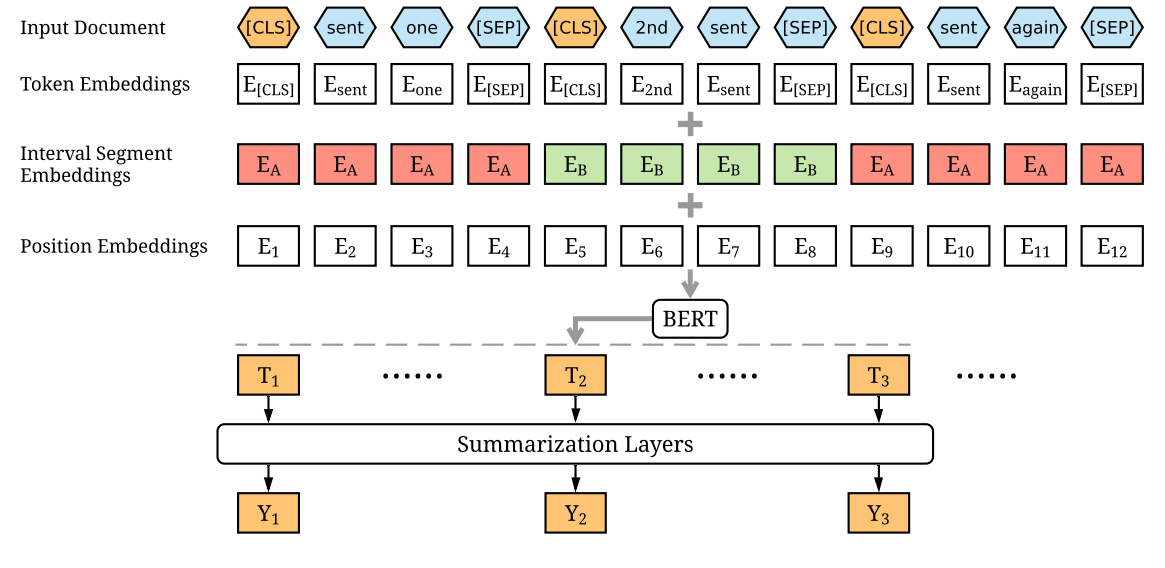 Input Document [CLS] sent one [SEP] [CLS] 2nd sent [SEP] [CLS] sent again [SEP]
Token Embeddings E[CLS] Esent Eone E[SEP] E[CLS] E2nd Esent E[SEP] E[CLS] Esent Eagain E[SEP]
+
Interval Segment
Embeddings EA EA EA EA EB EB EB EB EA EA EA EA
+
Position Embeddings E1 E2 E3 E4 E5 E6 E7 E8 E9 E10 E11 E12
BERT
T1 ...... T2 ...... T3 ......
Summarization Layers
Y1 Y2 Y3